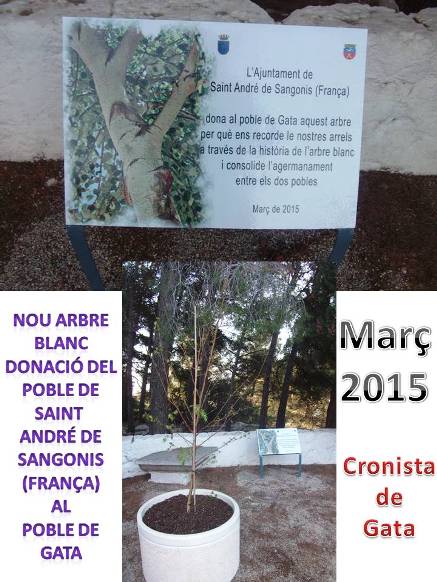 L'Ajuntament de
Saint André de Sangonis (França)
dona al poble de Gata aquest arbre
per què ens recorde le nostres arreis
a través de la història de l'arbre blanc
i consolide l'agermanament
entre els dos pobles
Març de 2015
NOU ARBRE
BLANC
DONACIÓ DEL
POBLE DE
SAINT
ANDRÉ DE
SANGONIS
(FRANÇA)
AL
POBLE DE
GATA
Març
2015
Cronista
de
Gata